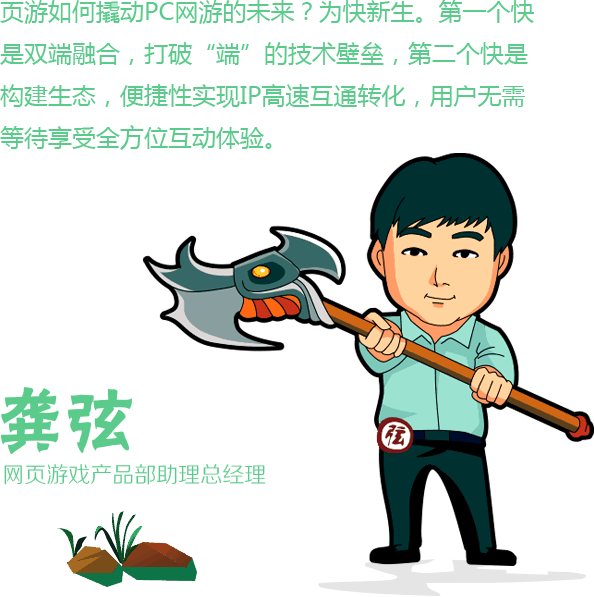 页游如何撬动PC网游的未来？为快新生。第一个快
是双端融合，打破“端”的技术壁垒，第二个快是
构建生态，便捷性实现IP高速互通转化，用户无需
等待享受全方位互动体验。
弦
龚弦
网页游戏产品部助理总经理